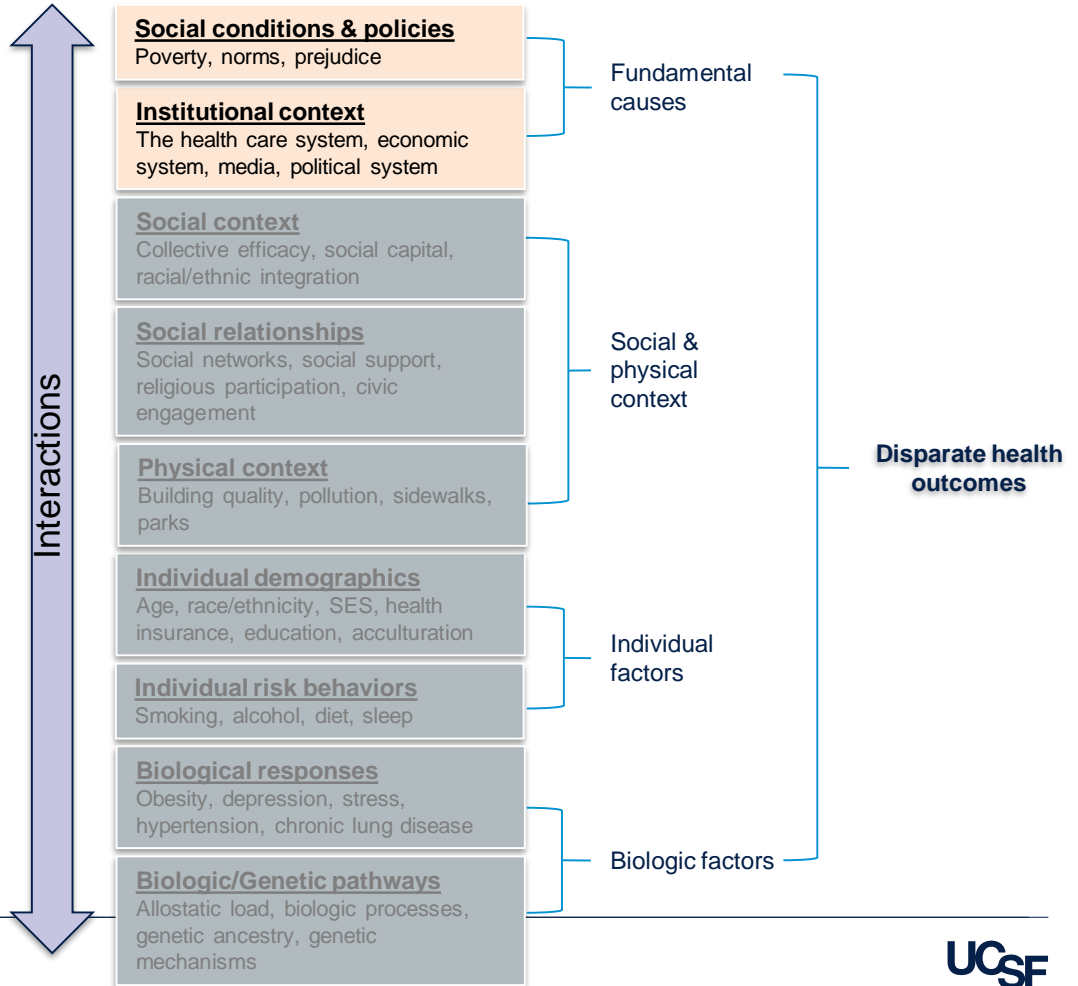 Social conditions & policies
Poverty, norms, prejudice
Institutional context
The health care system, economic
system, media, political system
Fundamental
causes
Social context
Collective efficacy, social capital,
racial/ethnic integration
Social relationships
Social networks, social support,
religious participation, civic
engagement
Physical context
Building quality, pollution, sidewalks,
parks
Social &
physical
context
Individual demographics
Age, race/ethnicity, SES, health
insurance, education, acculturation
Individual risk behaviors
Smoking, alcohol, diet, sleep
Individual
factors
Biological responses
Obesity, depression, stress,
hypertension, chronic lung disease
Biologic/Genetic pathways
Allostatic load, biologic processes,
genetic ancestry, genetic
mechanisms
Biologic factors
Interactions
Disparate health
outcomes
UCSF